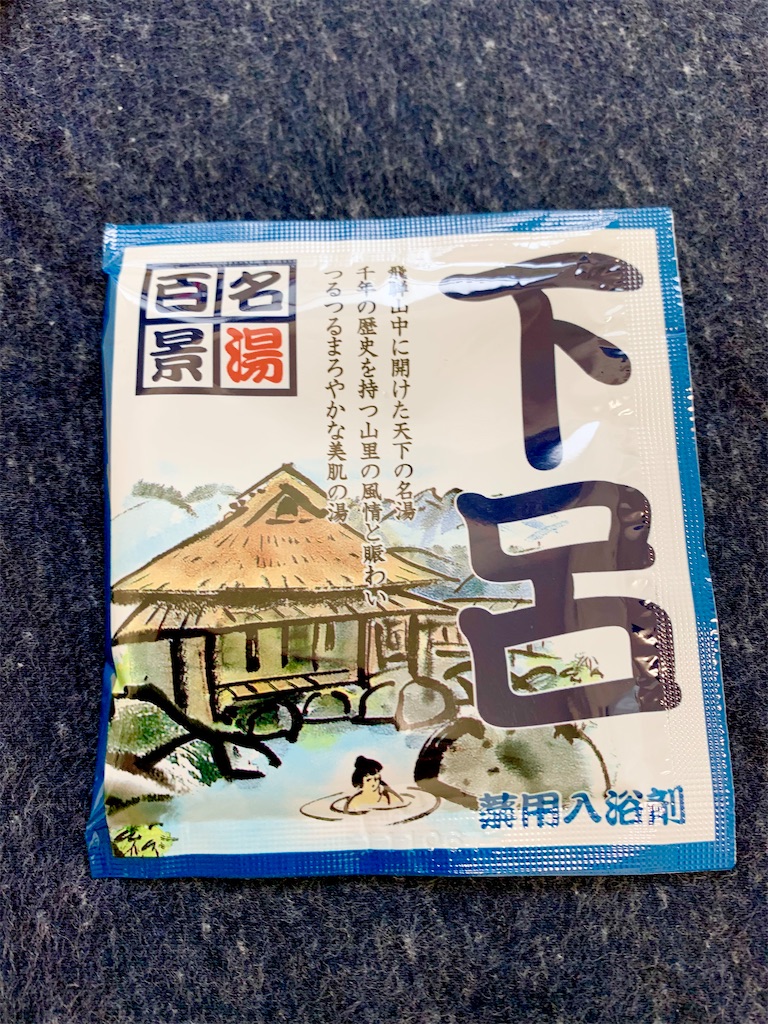 下呂
飛騨山中に開けた天下の名湯
千年の歴史を持つ山里の風情と賑わい
つるつるまろやかな美肌の湯
名湯
百景
薬用入浴剤